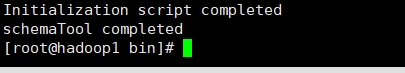 Initialization script completed
schemaTool completed
[root@hadoop1 bin]#